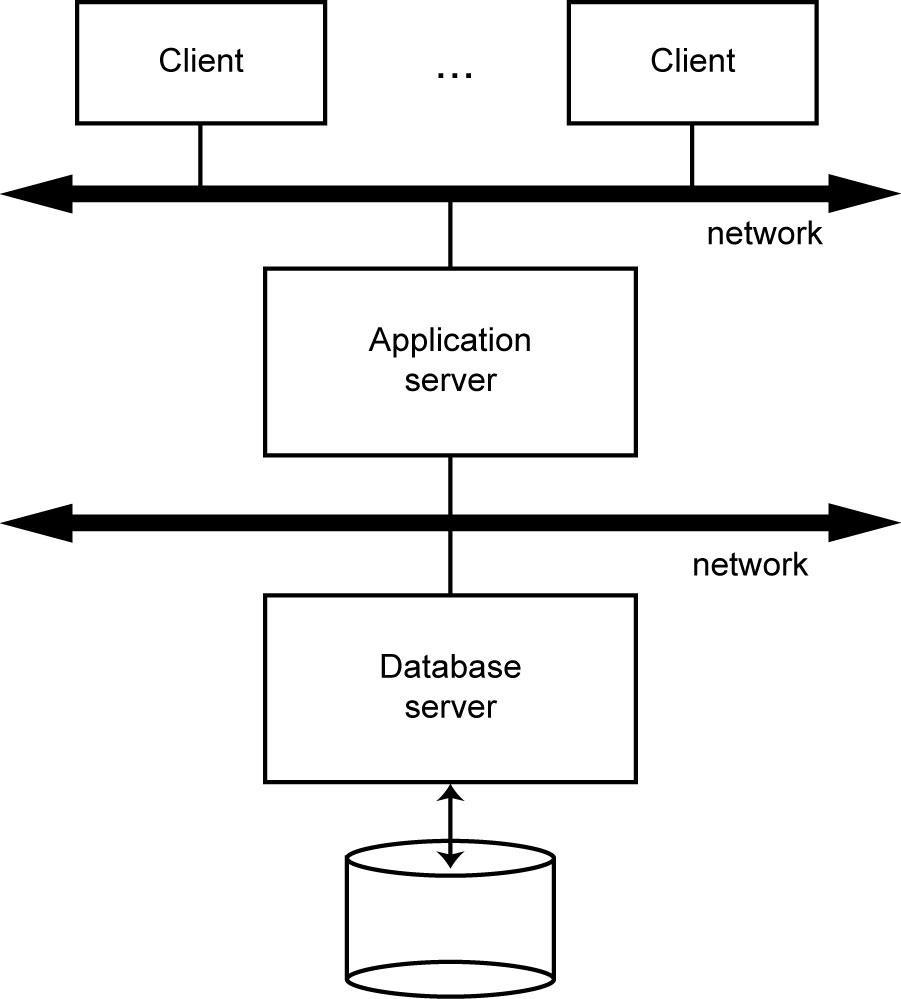 Client
...
Client
network
Application
server
network
Database
server